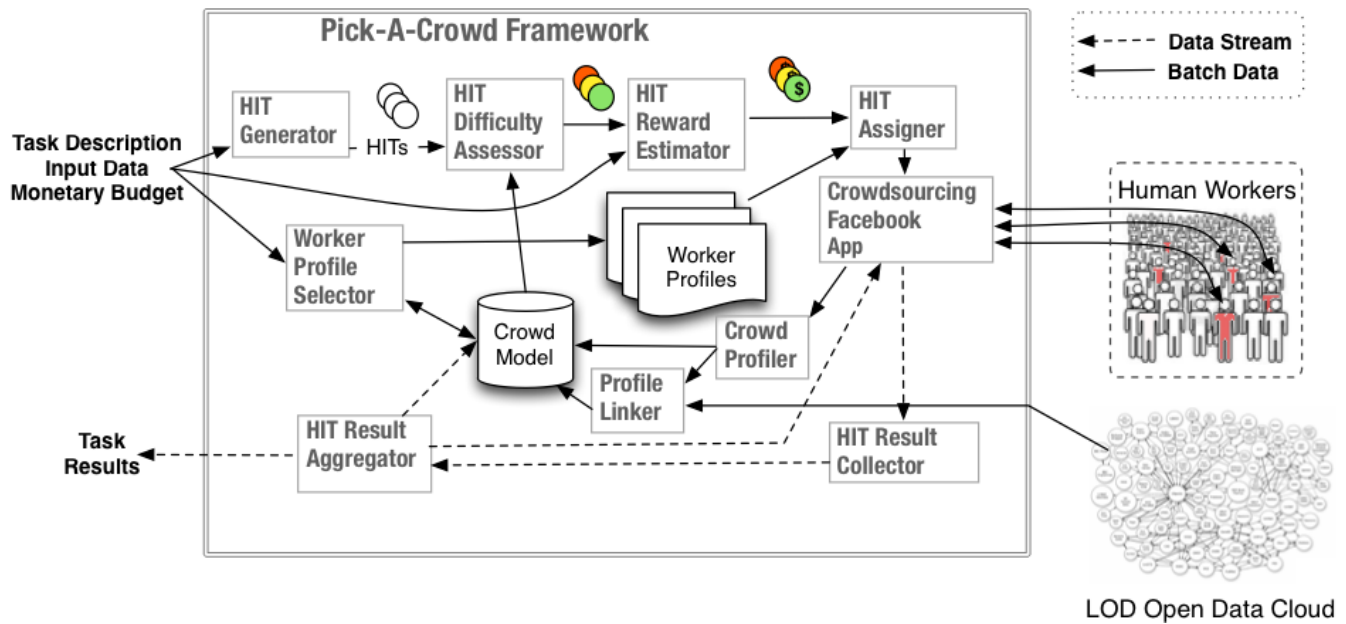 Pick-A-Crowd Framework
Data Stream
Batch Data
HIT
Generator
HITs
HIT
Difficulty
Assessor
HIT
Reward
Estimator
$
HIT
Assigner
Task Description
Input Data
Monetary Budget
Worker
Profile
Selector
Worker
Profiles
Crowdsourcing
Facebook
App
Human Workers
Crowd
Model
Crowd
Profiler
Profile
Linker
HIT Result
Aggregator
HIT Result
Collector
Task
Results
LOD Open Data Cloud